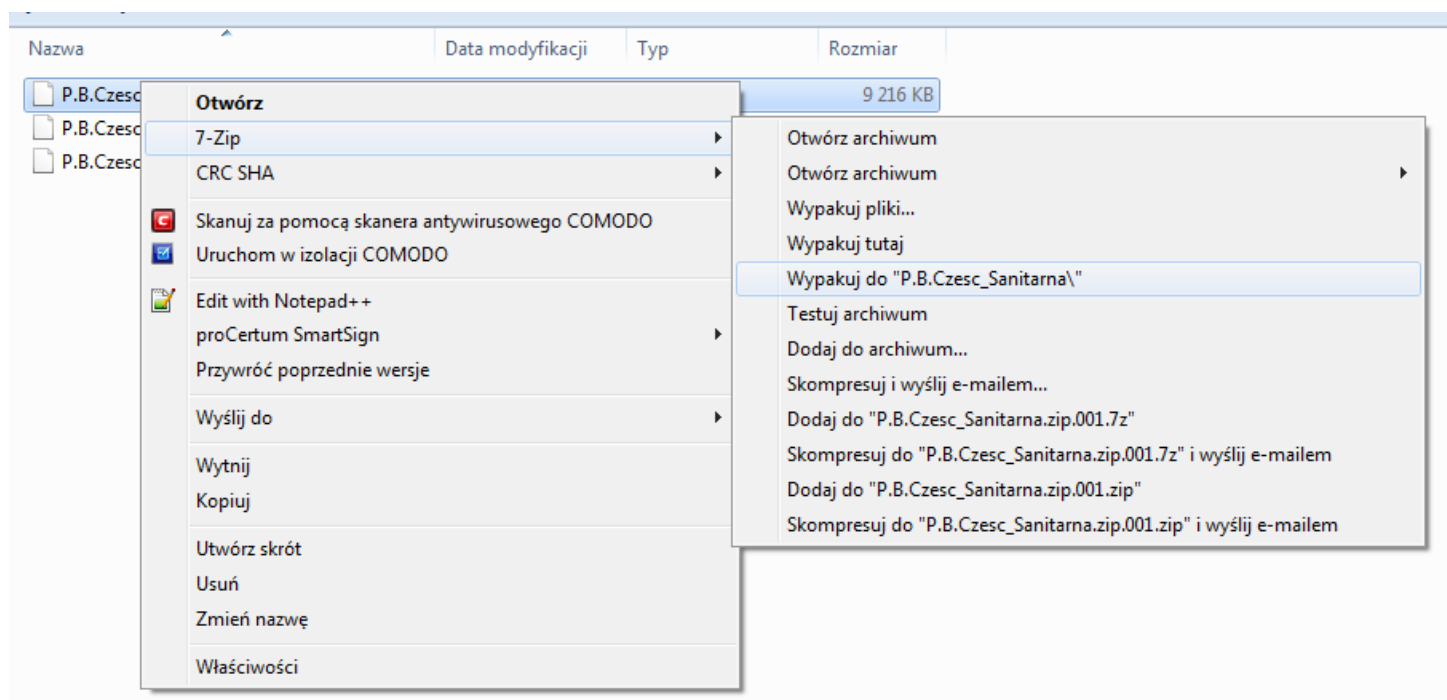 Nazwa Data modyfikacji Typ Rozmiar
P.B.Czesc 9 216 KB
P.B.Czesc
P.B.Czesc
Otwórz
7-Zip
CRC SHA
Skanuj za pomocą skanera antywirusowego COMODO
Uruchom w izolacji COMODO
Edit with Notepad++
proCertum SmartSign
Przywróć poprzednie wersje
Wyślij do
Wytnij
Kopiuj
Utwórz skrót
Usuń
Zmień nazwę
Właściwości
Otwórz archiwum
Otwórz archiwum
Wypakuj pliki...
Wypakuj tutaj
Wypakuj do "P.B.Czesc_Sanitarna\"
Testuj archiwum
Dodaj do archiwum...
Skompresuj i wyślij e-mailem...
Dodaj do "P.B.Czesc_Sanitarna.zip.001.7z"
Skompresuj do "P.B.Czesc_Sanitarna.zip.001.7z" i wyślij e-mailem
Dodaj do "P.B.Czesc_Sanitarna.zip.001.zip"
Skompresuj do "P.B.Czesc_Sanitarna.zip.001.zip" i wyślij e-mailem